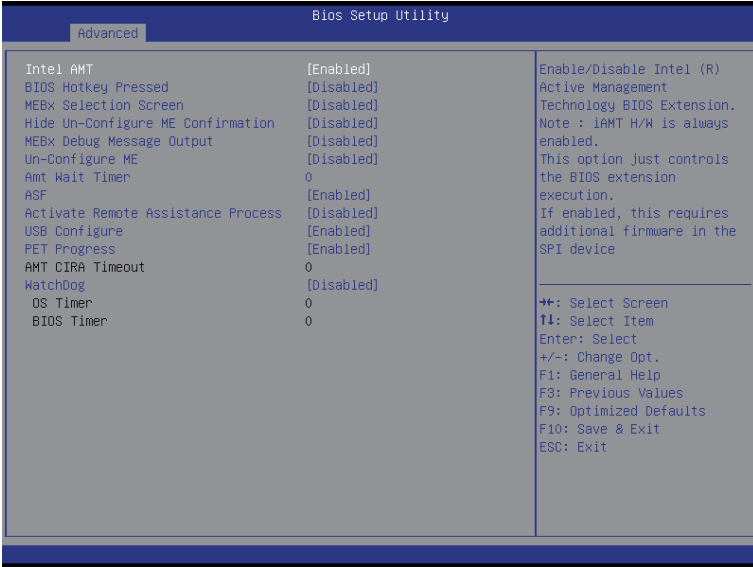 Bios Setup Utility
Advanced
Intel AMT [Enabled]
BIOS Hotkey Pressed [Disabled]
MEBx Selection Screen [Disabled]
Hide Un-Configure ME Confirmation [Disabled]
MEBx Debug Message Output [Disabled]
Un-Configure ME [Disabled]
Amt Wait Timer 0
ASF [Enabled]
Activate Remote Assistance Process [Disabled]
USB Configure [Enabled]
PET Progress [Enabled]
AMT CIRA Timeout 0
WatchDog [Disabled]
OS Timer 0
BIOS Timer 0
Enable/Disable Intel (R)
Active Management
Technology BIOS Extension.
Note : iAMT H/W is always
enabled.
This option just controls
the BIOS extension
execution.
If enabled, this requires
additional firmware in the
SPI device
→←: Select Screen
↑↓: Select Item
Enter: Select
+/-: Change Opt.
F1: General Help
F3: Previous Values
F9: Optimized Defaults
F10: Save & Exit
ESC: Exit